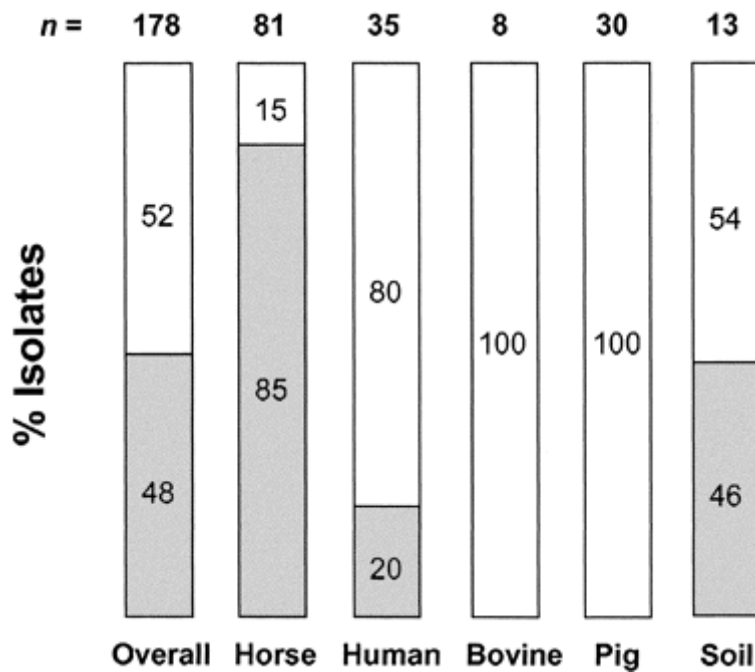 n = 178 81 35 8 30 13
15
52 54
80
100 100
85
48 46
20
% Isolates
Overall Horse Human Bovine Pig Soil